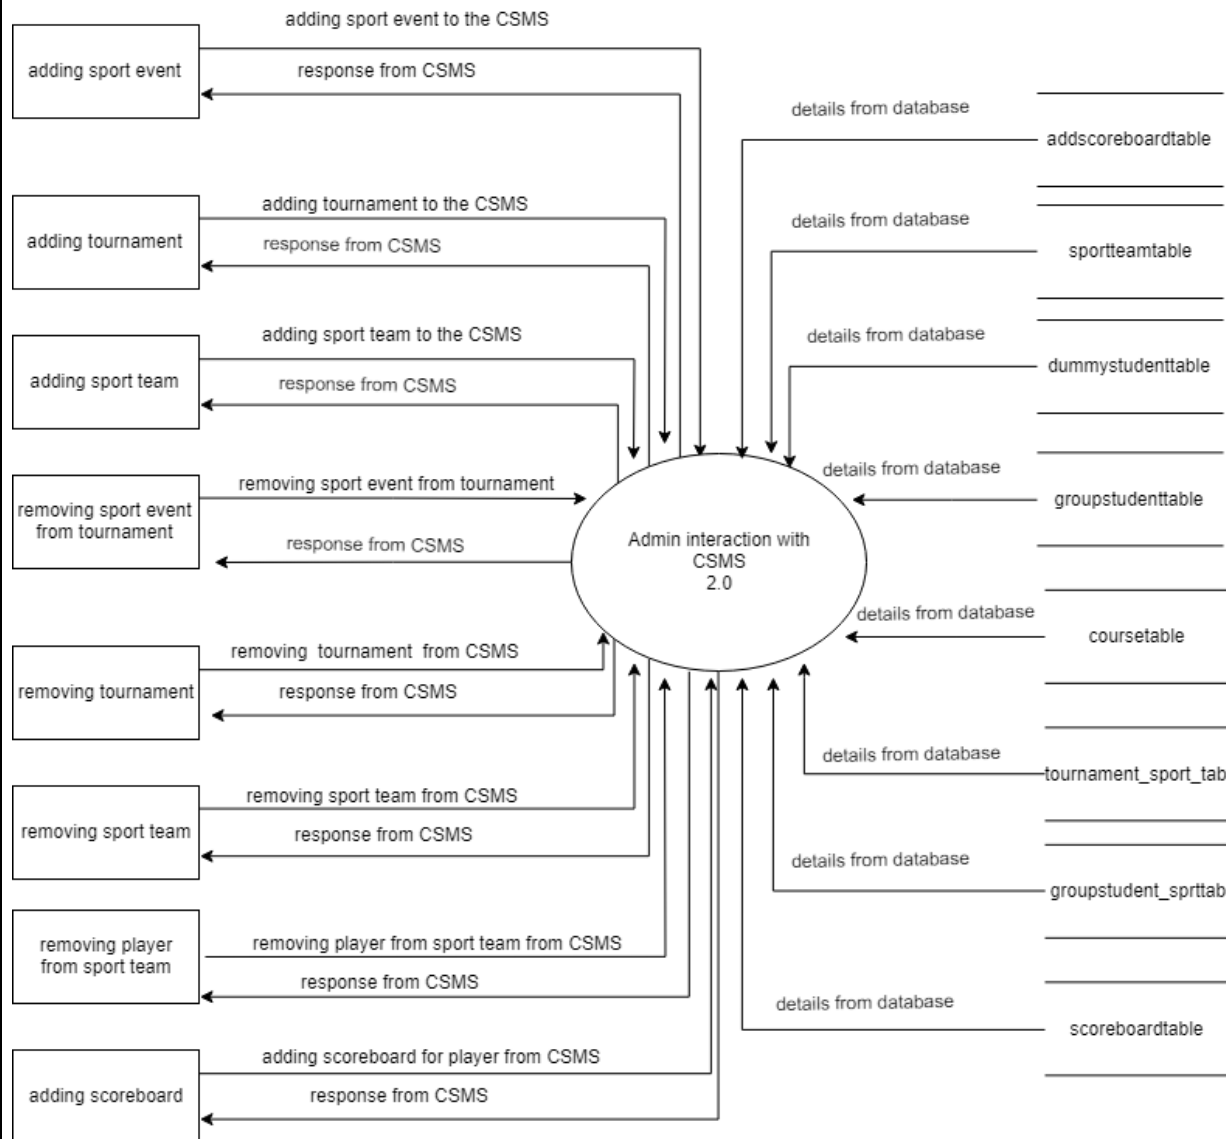 adding sport event to the CSMS
adding sport event
response from CSMS
details from database
addscoreboardtable
adding tournament to the CSMS
adding tournament
response from CSMS
details from database
sportteamtable
adding sport team to the CSMS
adding sport team
response from CSMS
details from database
dummystudenttable
removing sport event from tournament
removing sport event
from tournament
response from CSMS
details from database
groupstudenttable
Admin interaction with
CSMS
2.0
details from database
coursetable
removing tournament from CSMS
removing tournament
response from CSMS
details from database
tournament_sport_tab
removing sport team from CSMS
removing sport team
response from CSMS
details from database
groupstudent_sprttab
removing player from sport team from CSMS
removing player
from sport team
response from CSMS
details from database
scoreboardtable
adding scoreboard for player from CSMS
adding scoreboard
response from CSMS